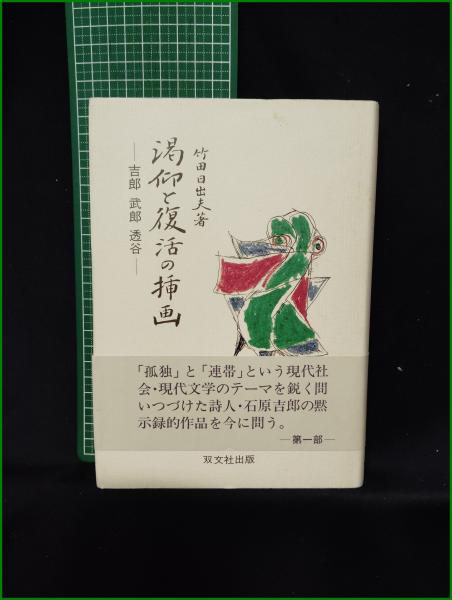 竹田日出夫著
渇仰と復活の挿画
―吉郎 武郎 透谷―
「孤独」と「連帯」という現代社
会・現代文学のテーマを鋭く問
いつづけた詩人・石原吉郎の黙
示録的作品を今に問う。
―第一部―
双文社出版